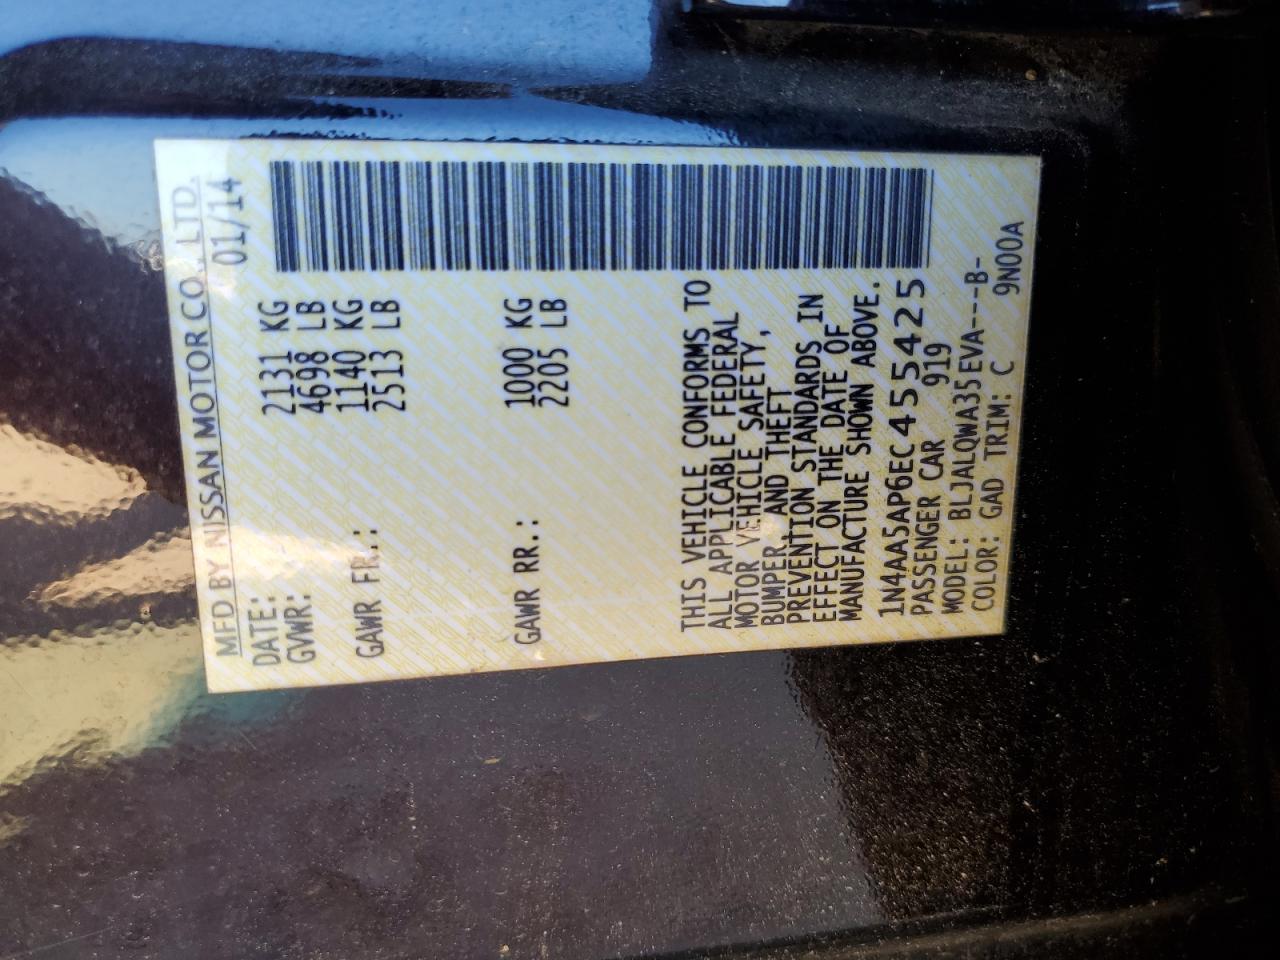 MFD BY NISSAN MOTOR CO., LTD.
DATE: 01/14
GVWR: 2131 KG
4698 LB
GAWR FR.: 1140 KG
2513 LB
GAWR RR.: 1000 KG
2205 LB
THIS VEHICLE CONFORMS TO
ALL APPLICABLE FEDERAL
MOTOR VEHICLE SAFETY,
BUMPER, AND THEFT
PREVENTION STANDARDS IN
EFFECT ON THE DATE OF
MANUFACTURE SHOWN ABOVE.
1N4AA5AP6EC455425
PASSENGER CAR 919
MODEL: BLJALQWA35EVA----B-
COLOR: GAD TRIM: C 9N00A